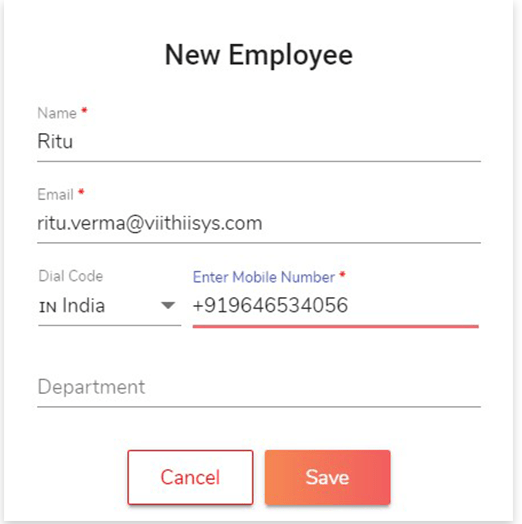 New Employee
Name *
Ritu
Email *
ritu.verma@viithiisys.com
Dial Code
Enter Mobile Number *
IN India
+919646534056
Department
Cancel
Save